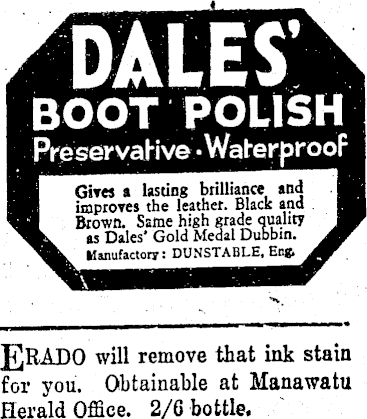 DALES'
BOOT POLISH
Preservative • Waterproof
Gives a lasting brilliance and
improves the leather. Black and
Brown. Same high grade quality
as Dales' Gold Medal Dubbin.
Manufactory: DUNSTABLE, Eng.
ERADO will remove that ink stain
for you. Obtainable at Manawatu
Herald Office. 2/6 bottle.